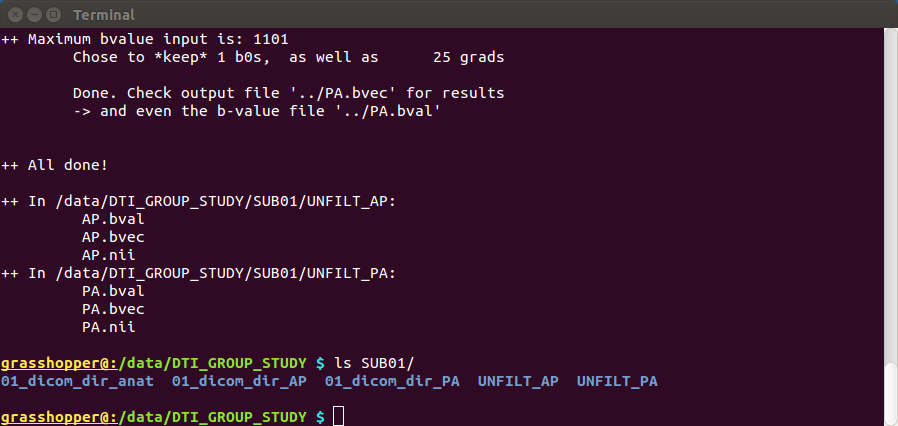 Terminal
++ Maximum bvalue input is: 1101
Chose to *keep* 1 b0s,  as well as      25 grads
Done. Check output file '../PA.bvec' for results
-> and even the b-value file '../PA.bval'
++ All done!
++ In /data/DTI_GROUP_STUDY/SUB01/UNFILT_AP:
AP.bval
AP.bvec
AP.nii
++ In /data/DTI_GROUP_STUDY/SUB01/UNFILT_PA:
PA.bval
PA.bvec
PA.nii
grasshopper@:/data/DTI_GROUP_STUDY $ ls SUB01/
01_dicom_dir_anat  01_dicom_dir_AP  01_dicom_dir_PA  UNFILT_AP  UNFILT_PA
grasshopper@:/data/DTI_GROUP_STUDY $